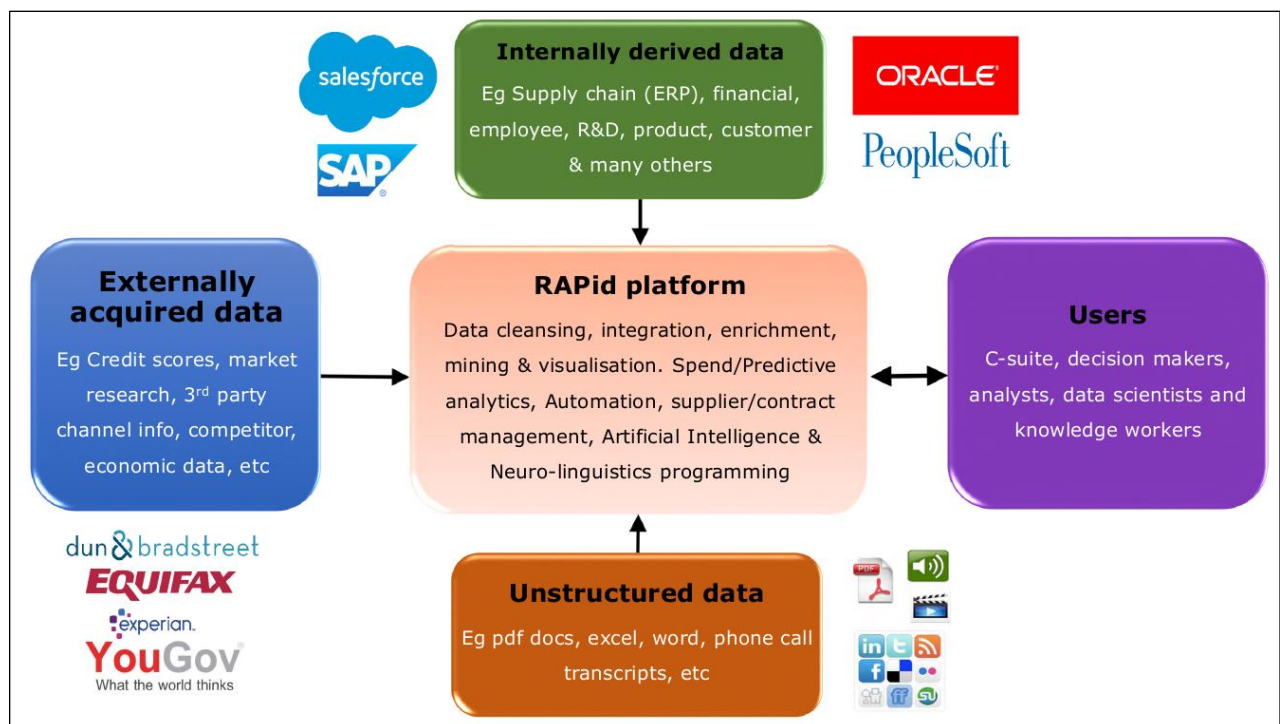 salesforce
SAP
®
Internally derived data
Eg Supply chain (ERP), financial,
employee, R&D, product, customer
& many others
ORACLE®
PeopleSoft
Externally
acquired data
Eg Credit scores, market
research, 3rd party
channel info, competitor,
economic data, etc
RAPid platform
Data cleansing, integration, enrichment,
mining & visualisation. Spend/Predictive
analytics, Automation, supplier/contract
management, Artificial Intelligence &
Neuro-linguistics programming
Users
C-suite, decision makers,
analysts, data scientists and
knowledge workers
dun&bradstreet
EQUIFAX
experian.
YouGov®
What the world thinks
Unstructured data
Eg pdf docs, excel, word, phone call
transcripts, etc
PDF
in
t
f
ff